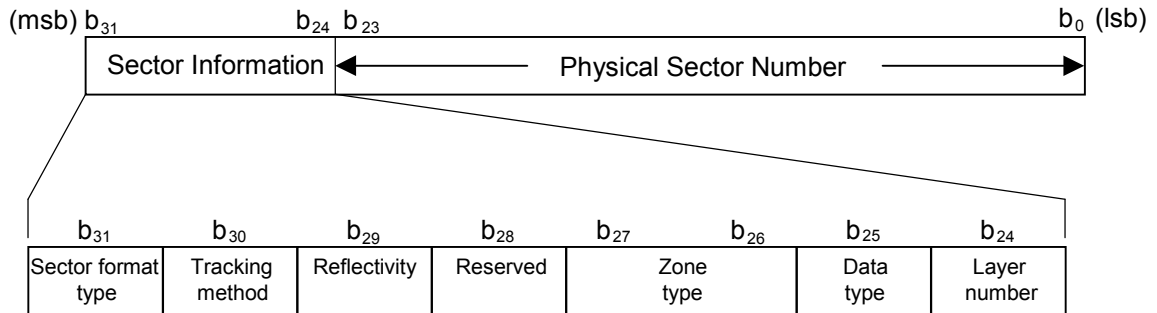 (msb) b31 b24 b23 b0 (lsb)
Sector Information Physical Sector Number
b31 b30 b29 b28 b27 b26 b25 b24
Sector format type
Tracking method
Reflectivity
Reserved
Zone type
Data type
Layer number